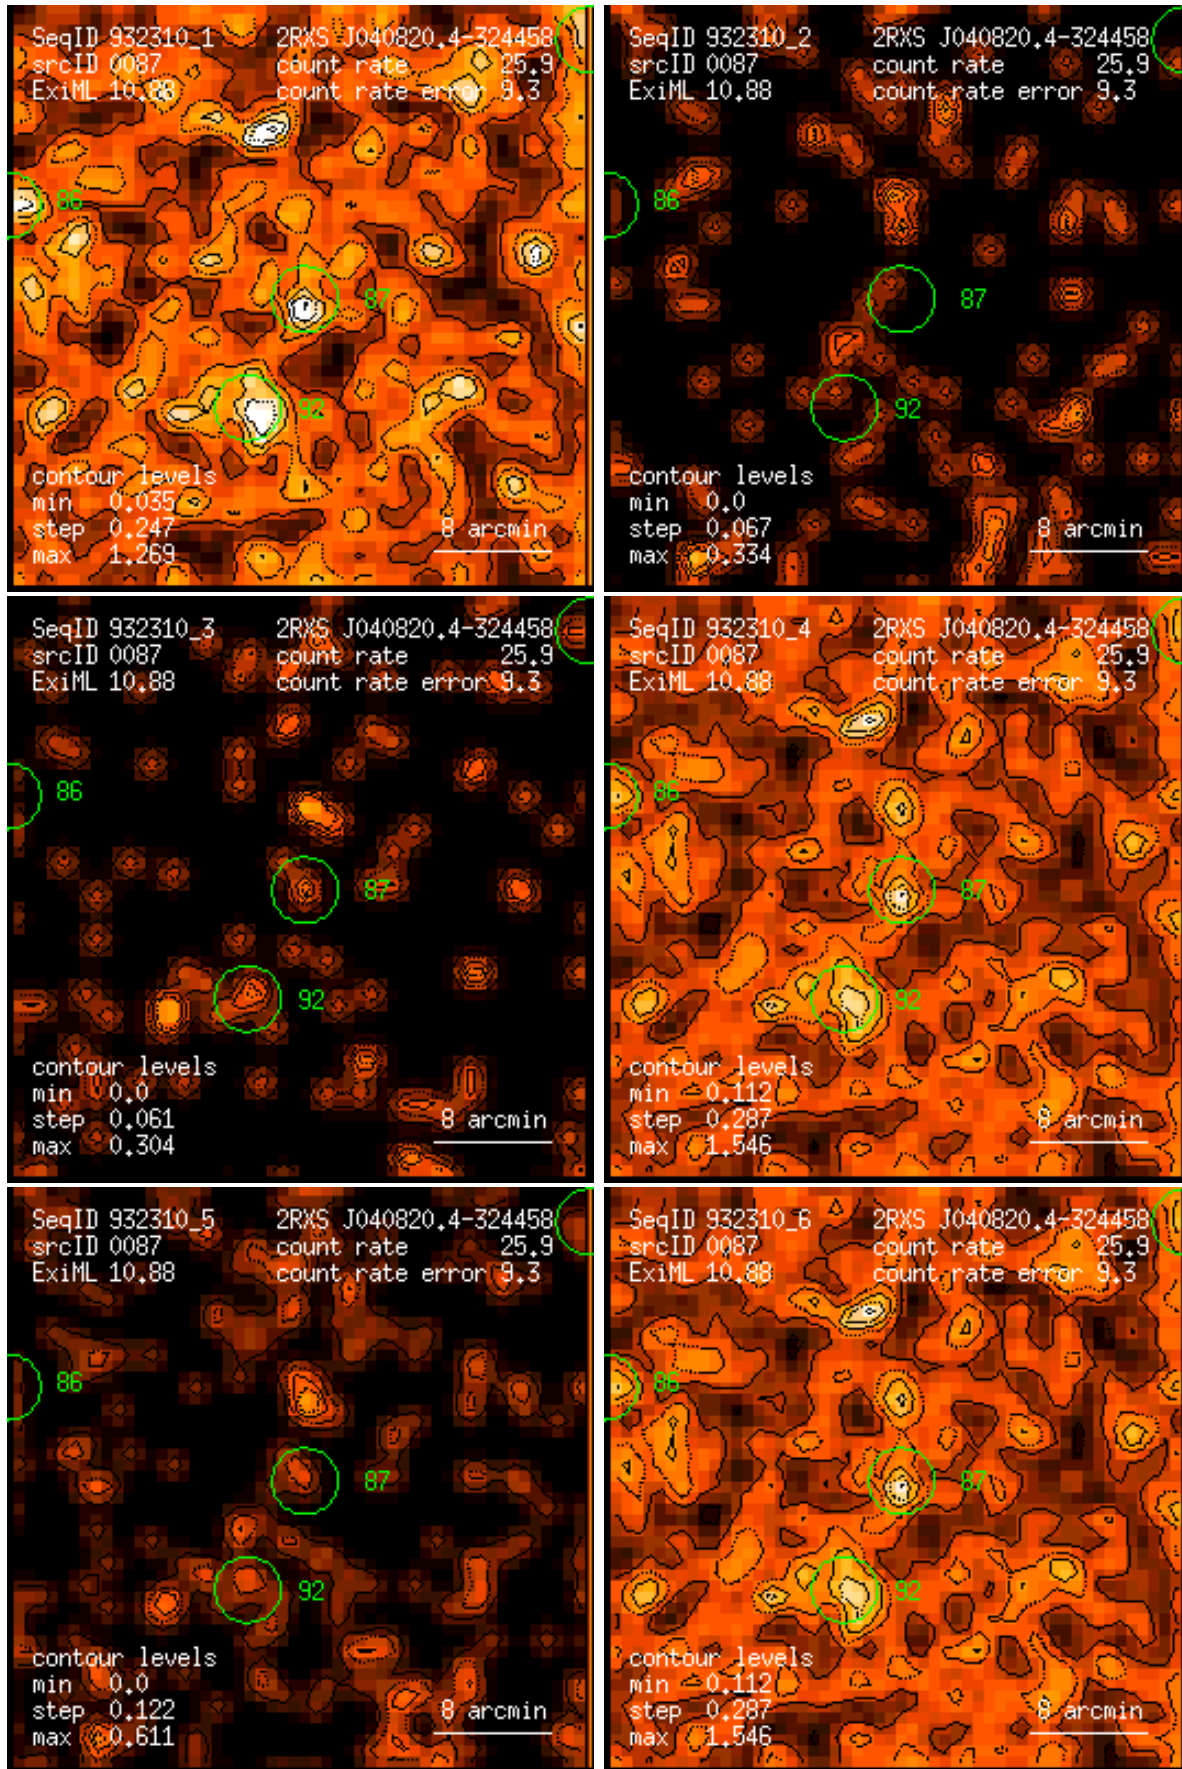 SeqID 932310_1 2RXS J040820.4-324458
srcID 0087 count rate 25.9
ExiML 10.88 count rate error 9.3
86
87
92
contour levels
min 0.035
step 0.247 8 arcmin
max 1.269
SeqID 932310_2 2RXS J040820.4-324458
srcID 0087 count rate 25.9
ExiML 10.88 count rate error 9.3
86
87
92
contour levels
min 0.0
step 0.067 8 arcmin
max 0.334
SeqID 932310_3 2RXS J040820.4-324458
srcID 0087 count rate 25.9
ExiML 10.88 count rate error 9.3
86
87
92
contour levels
min 0.0
step 0.061 8 arcmin
max 0.304
SeqID 932310_4 2RXS J040820.4-324458
srcID 0087 count rate 25.9
ExiML 10.88 count rate error 9.3
86
87
92
contour levels
min 0.112
step 0.287 8 arcmin
max 1.546
SeqID 932310_5 2RXS J040820.4-324458
srcID 0087 count rate 25.9
ExiML 10.88 count rate error 9.3
86
87
92
contour levels
min 0.0
step 0.122 8 arcmin
max 0.611
SeqID 932310_6 2RXS J040820.4-324458
srcID 0087 count rate 25.9
ExiML 10.88 count rate error 9.3
86
87
92
contour levels
min 0.112
step 0.287 8 arcmin
max 1.546